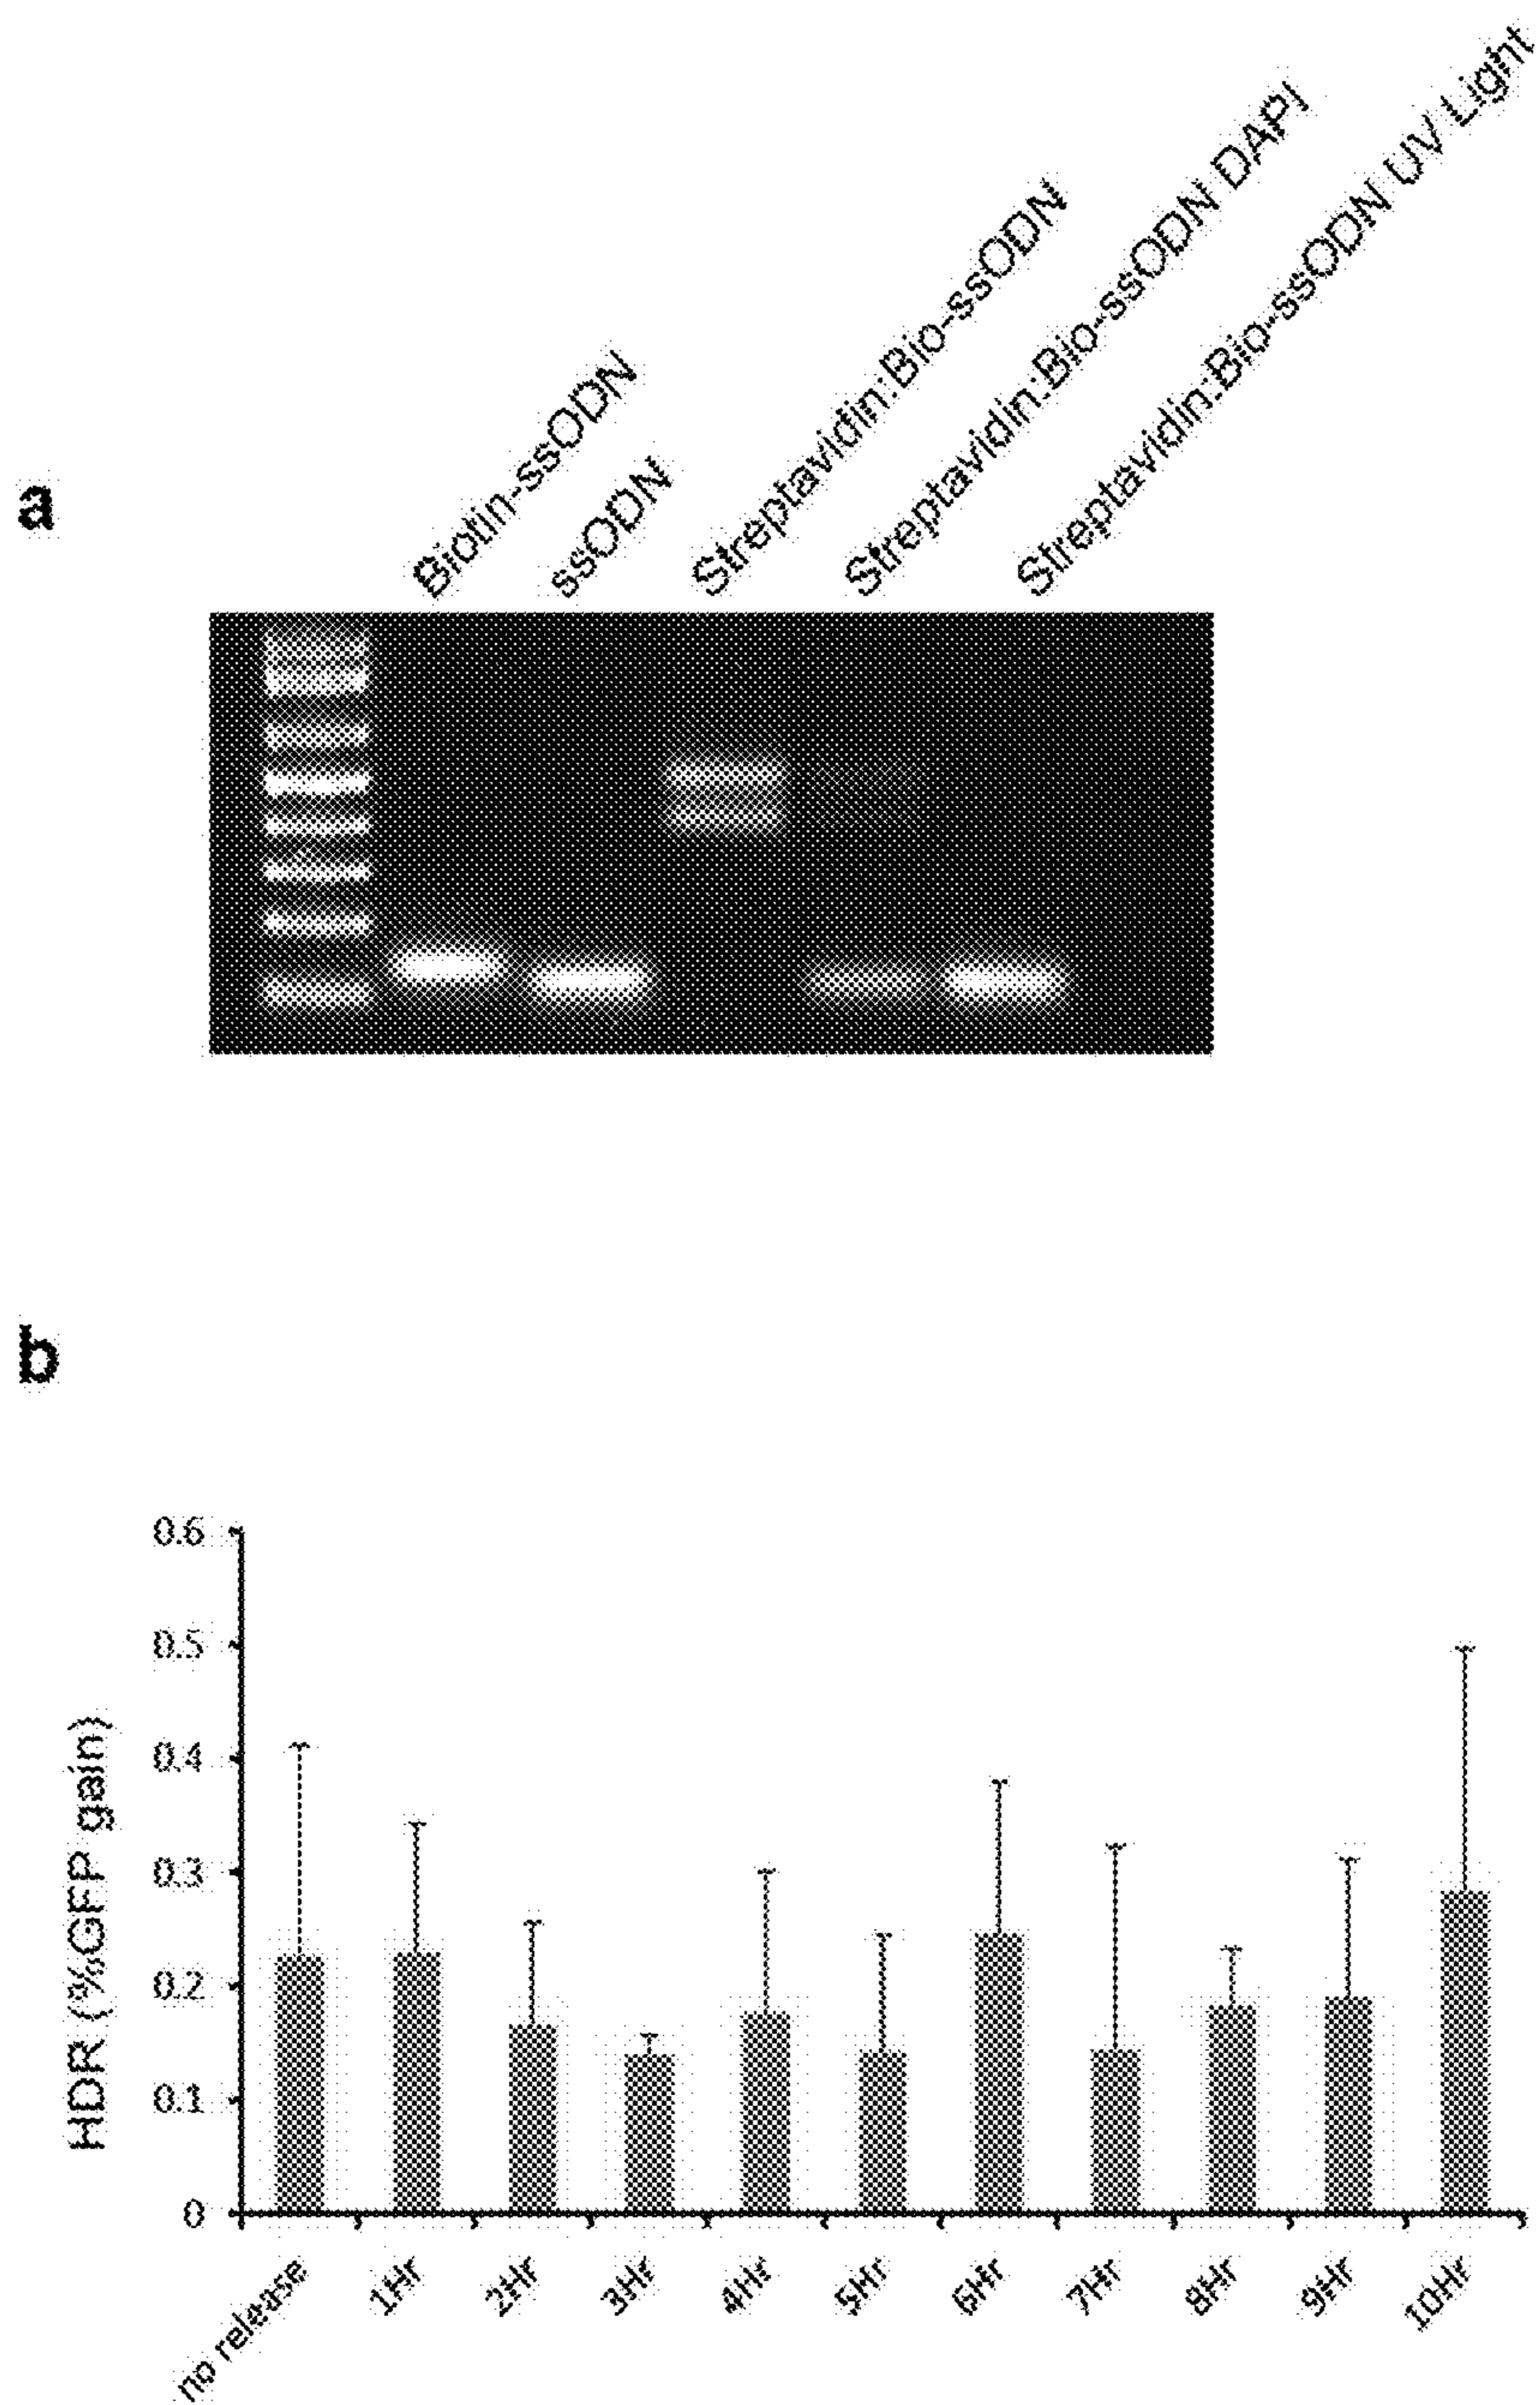 a
Biotin-ssODN
ssODN
Streptavidin:Bio-ssODN
Streptavidin:Bio-ssODN DAPI
Streptavidin:Bio-ssODN UV Light
b
HDR (%GFP gain)
0.6
0.5
0.4
0.3
0.2
0.1
0
no release
1Hr
2Hr
3Hr
4Hr
5Hr
6Hr
7Hr
8Hr
9Hr
10Hr